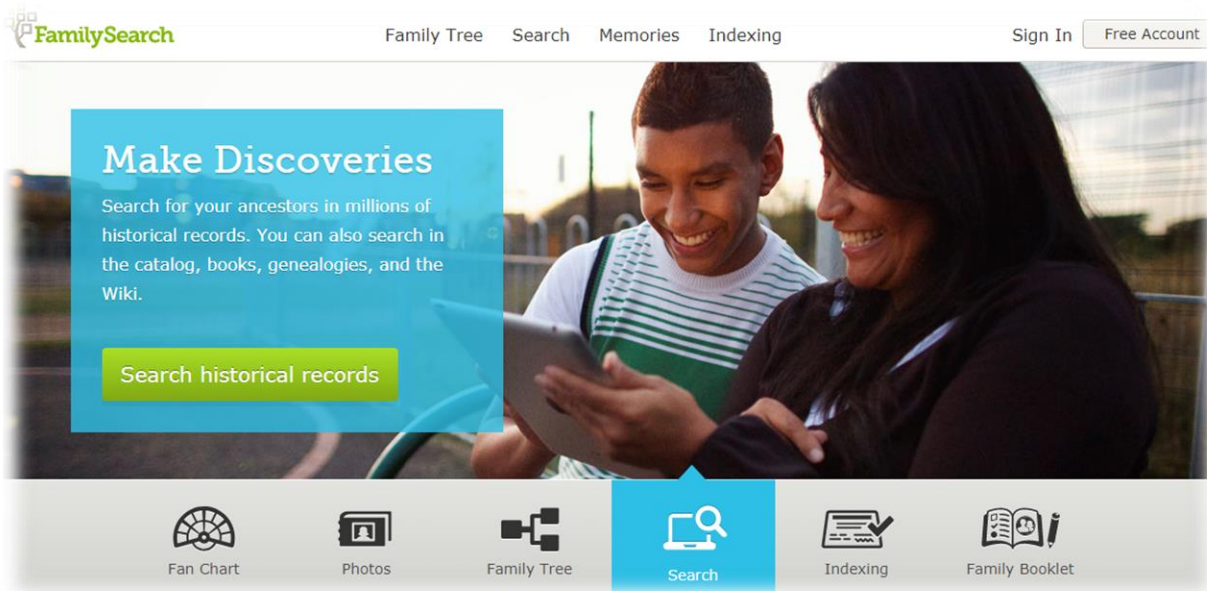 FamilySearch
Family Tree Search Memories Indexing
Sign In Free Account
Make Discoveries
Search for your ancestors in millions of
historical records. You can also search in
the catalog, books, genealogies, and the
Wiki.
Search historical records
Fan Chart Photos Family Tree Search Indexing Family Booklet